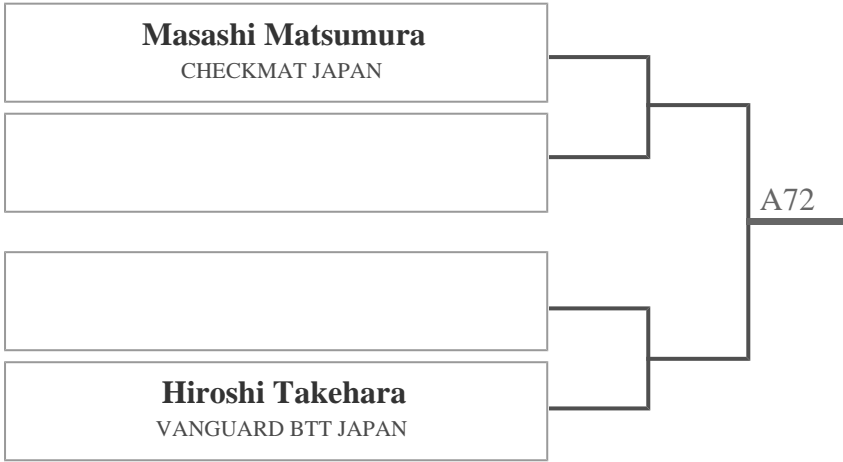 Masashi Matsumura
CHECKMAT JAPAN
A72
Hiroshi Takehara
VANGUARD BTT JAPAN